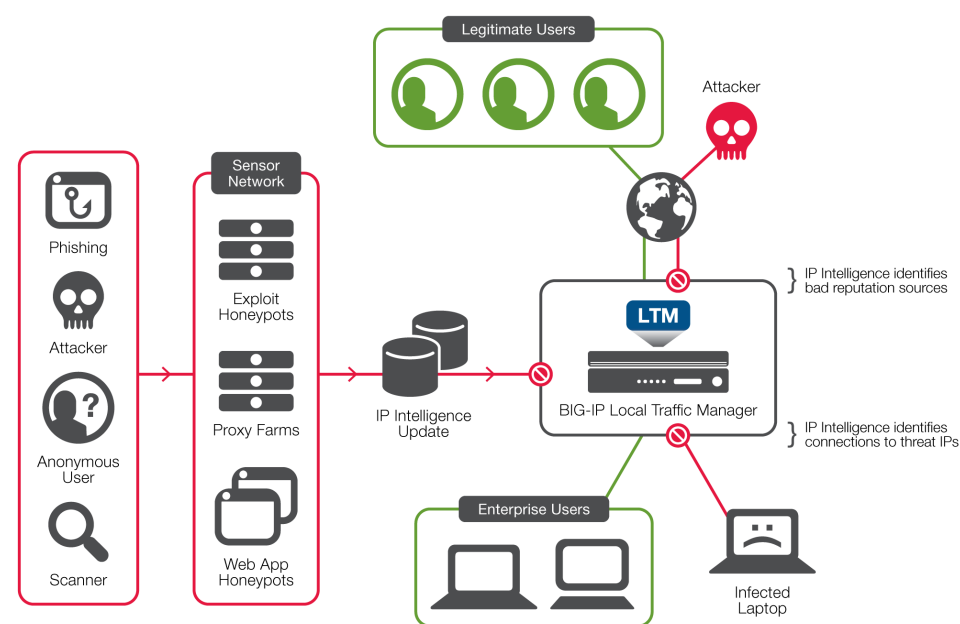 Legitimate Users
Attacker
Sensor
Network
Phishing
Exploit
Honeypots
Attacker
?
Proxy Farms
Anonymous
User
Web App
Honeypots
Scanner
IP Intelligence
Update
LTM
BIG-IP Local Traffic Manager
} IP Intelligence identifies
bad reputation sources
} IP Intelligence identifies
connections to threat IPs
Enterprise Users
Infected
Laptop